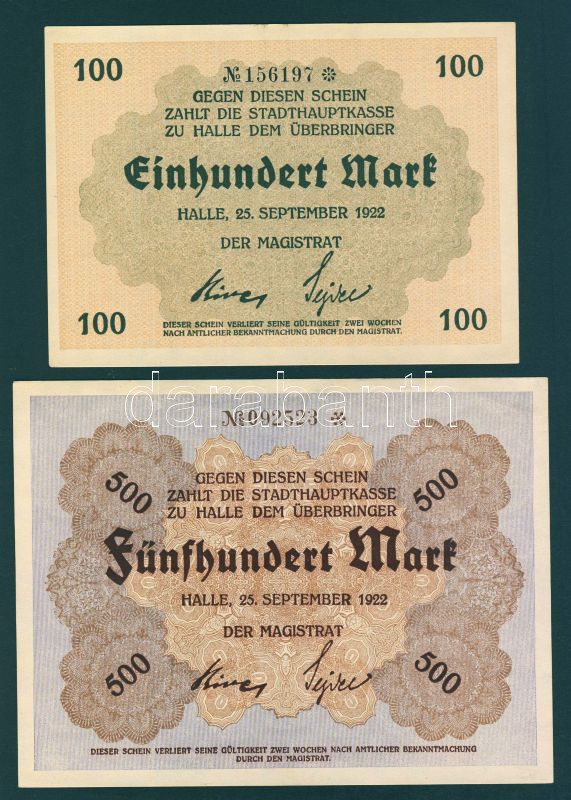 100
№156197 ❊
100
GEGEN DIESEN SCHEIN
ZAHLT DIE STADTHAUPTKASSE
ZU HALLE DEM ÜBERBRINGER
Einhundert Mark
HALLE, 25. SEPTEMBER 1922
DER MAGISTRAT
100
100
DIESER SCHEIN VERLIERT SEINE GÜLTIGKEIT ZWEI WOCHEN
NACH AMTLICHER BEKANNTMACHUNG DURCH DEN MAGISTRAT.
darabanth
№092523 ❊
500
500
GEGEN DIESEN SCHEIN
ZAHLT DIE STADTHAUPTKASSE
ZU HALLE DEM ÜBERBRINGER
Fünfhundert Mark
HALLE, 25. SEPTEMBER 1922
DER MAGISTRAT
500
500
DIESER SCHEIN VERLIERT SEINE GÜLTIGKEIT ZWEI WOCHEN NACH AMTLICHER BEKANNTMACHUNG
DURCH DEN MAGISTRAT.